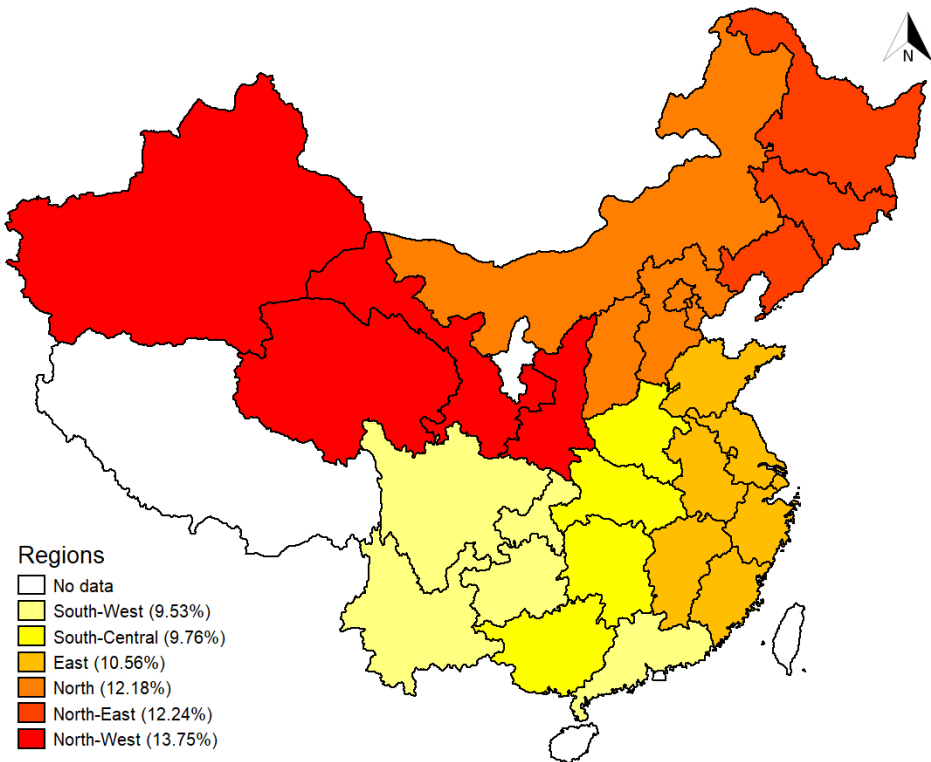 N
Regions
No data
South-West (9.53%)
South-Central (9.76%)
East (10.56%)
North (12.18%)
North-East (12.24%)
North-West (13.75%)